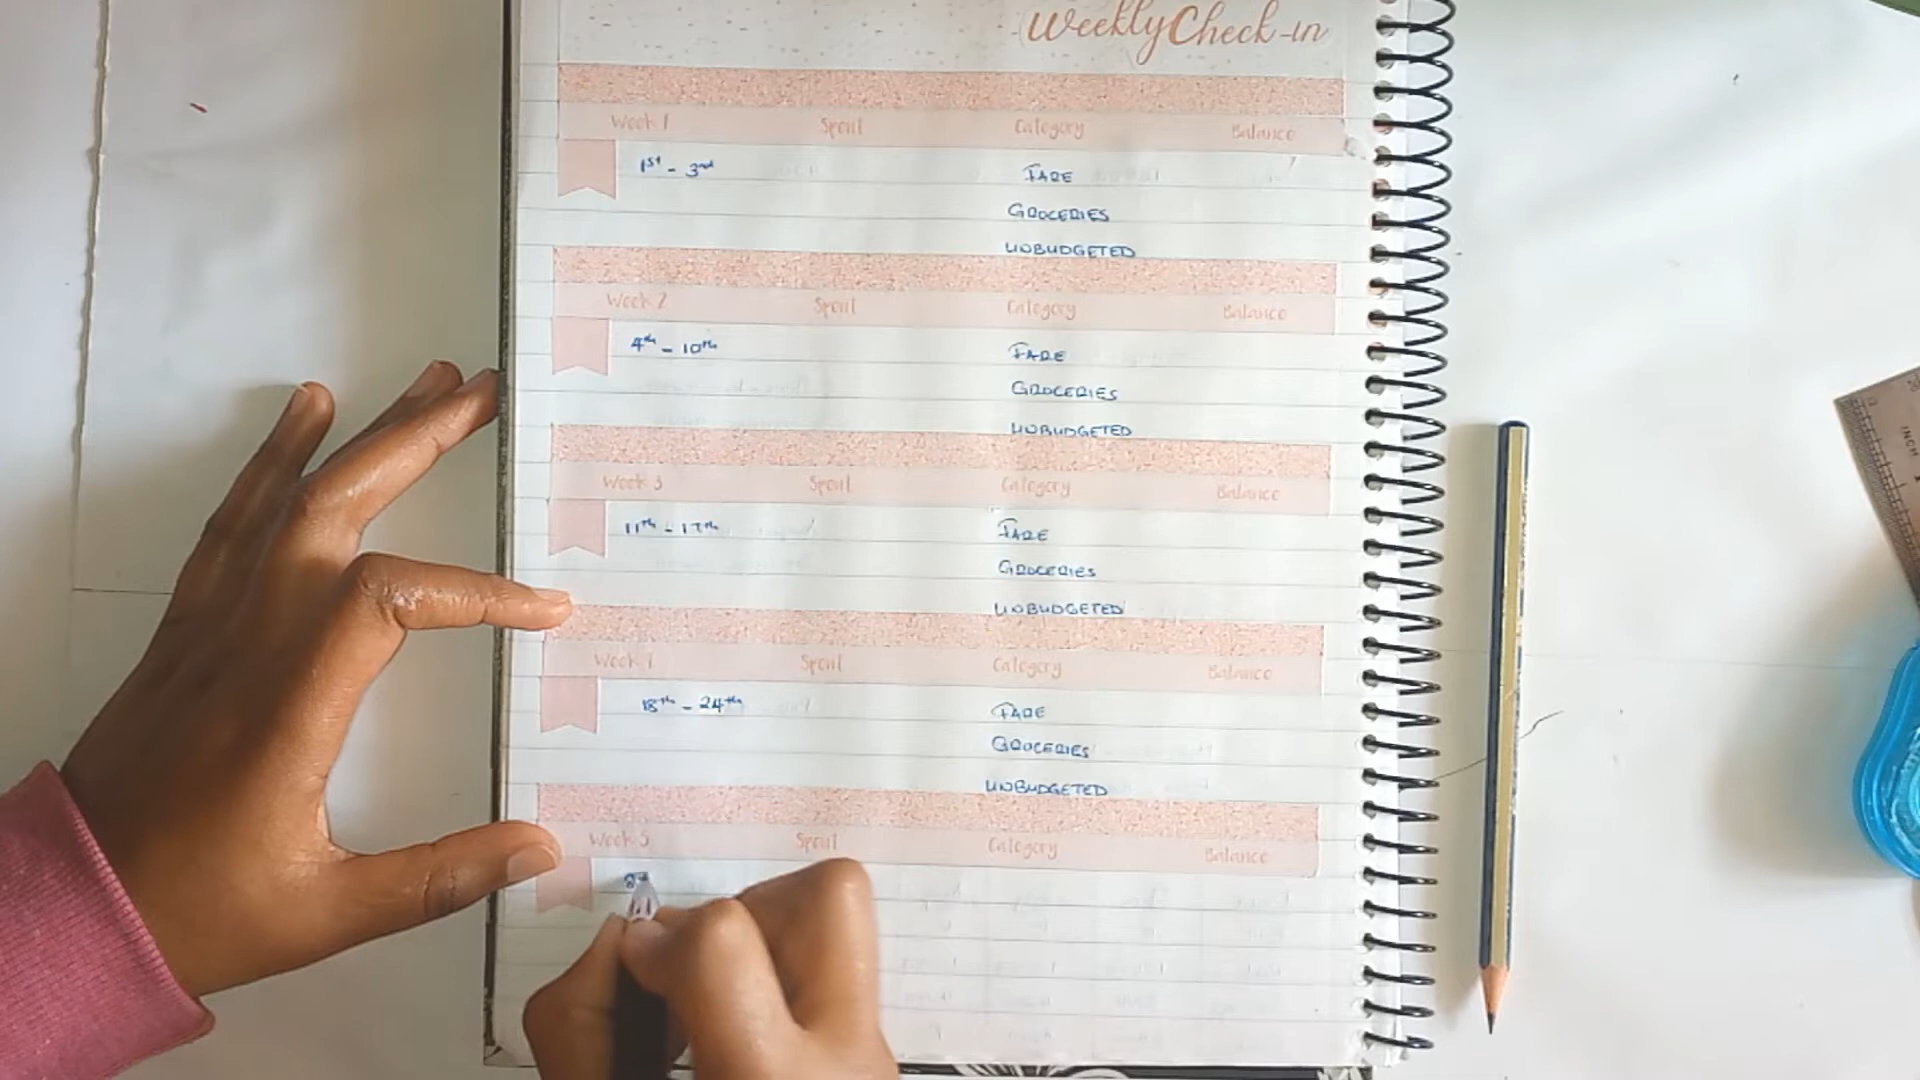 Weekly Check-in
Week 1 Spent Category Balance
1st - 3rd FARE
GROCERIES
UNBUDGETED
Week 2 Spent Category Balance
4th - 10th FARE
GROCERIES
UNBUDGETED
Week 3 Spent Category Balance
11th - 17th FARE
GROCERIES
UNBUDGETED
Week Spent Category Balance
18th - 24th FARE
GROCERIES
UNBUDGETED
Week 5 Spent Category Balance
INCH